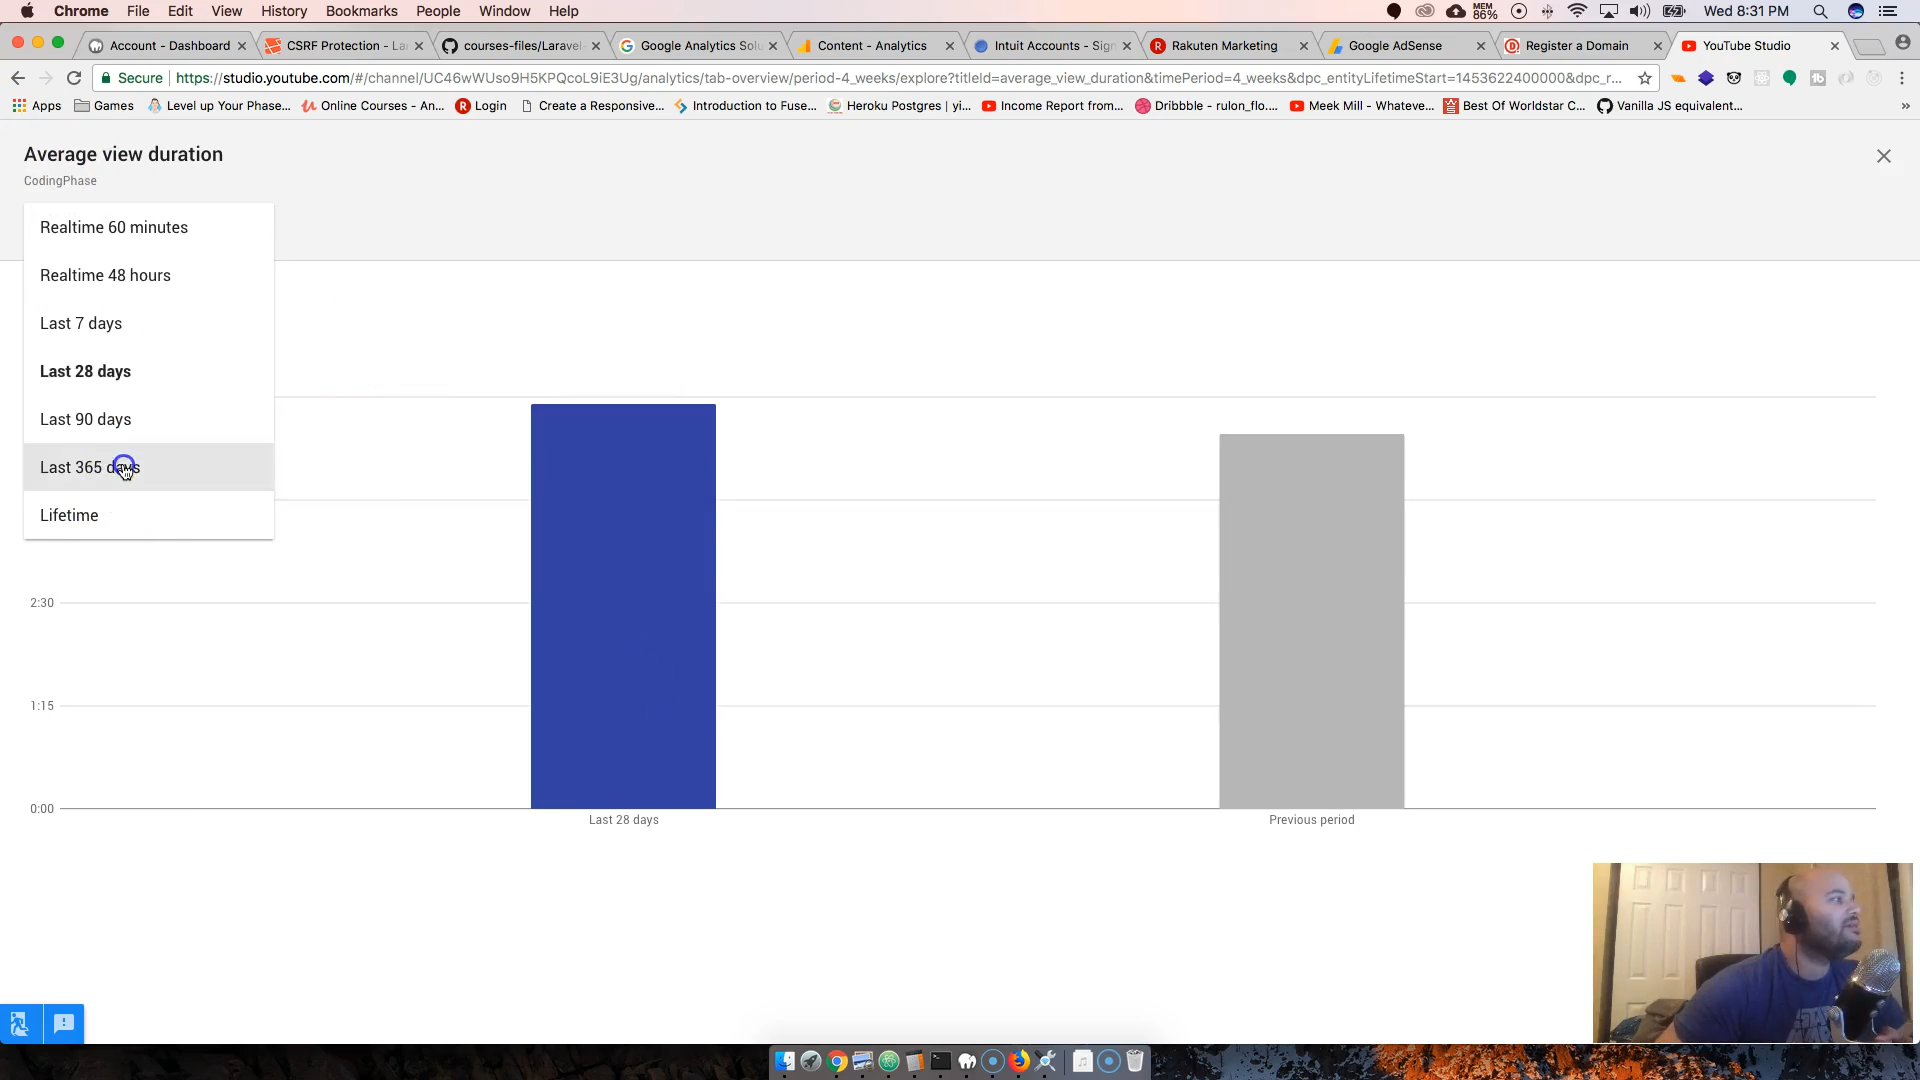 Chrome File Edit View History Bookmarks People Window Help MEM 86% Wed 8:31 PM
Account - Dashboard CSRF Protection - La courses-files/Laravel- Google Analytics Solu Content - Analytics Intuit Accounts - Sign Rakuten Marketing Google AdSense Register a Domain YouTube Studio
Secure https://studio.youtube.com/#/channel/UC46wWUso9H5KPQcoL9iE3Ug/analytics/tab-overview/period-4_weeks/explore?titleId=average_view_duration&timePeriod=4_weeks&dpc_entityLifetimeStart=1453622400000&dpc_r...
Apps Games Level up Your Phase... Online Courses - An... Login Create a Responsive... Introduction to Fuse... Heroku Postgres | yi... Income Report from... Dribbble - rulon_flo.... Meek Mill - Whateve... Best Of Worldstar C... Vanilla JS equivalent... »
Average view duration
CodingPhase
Realtime 60 minutes
Realtime 48 hours
Last 7 days
Last 28 days
Last 90 days
Last 365 days
Lifetime
2:30
1:15
0:00
Last 28 days Previous period